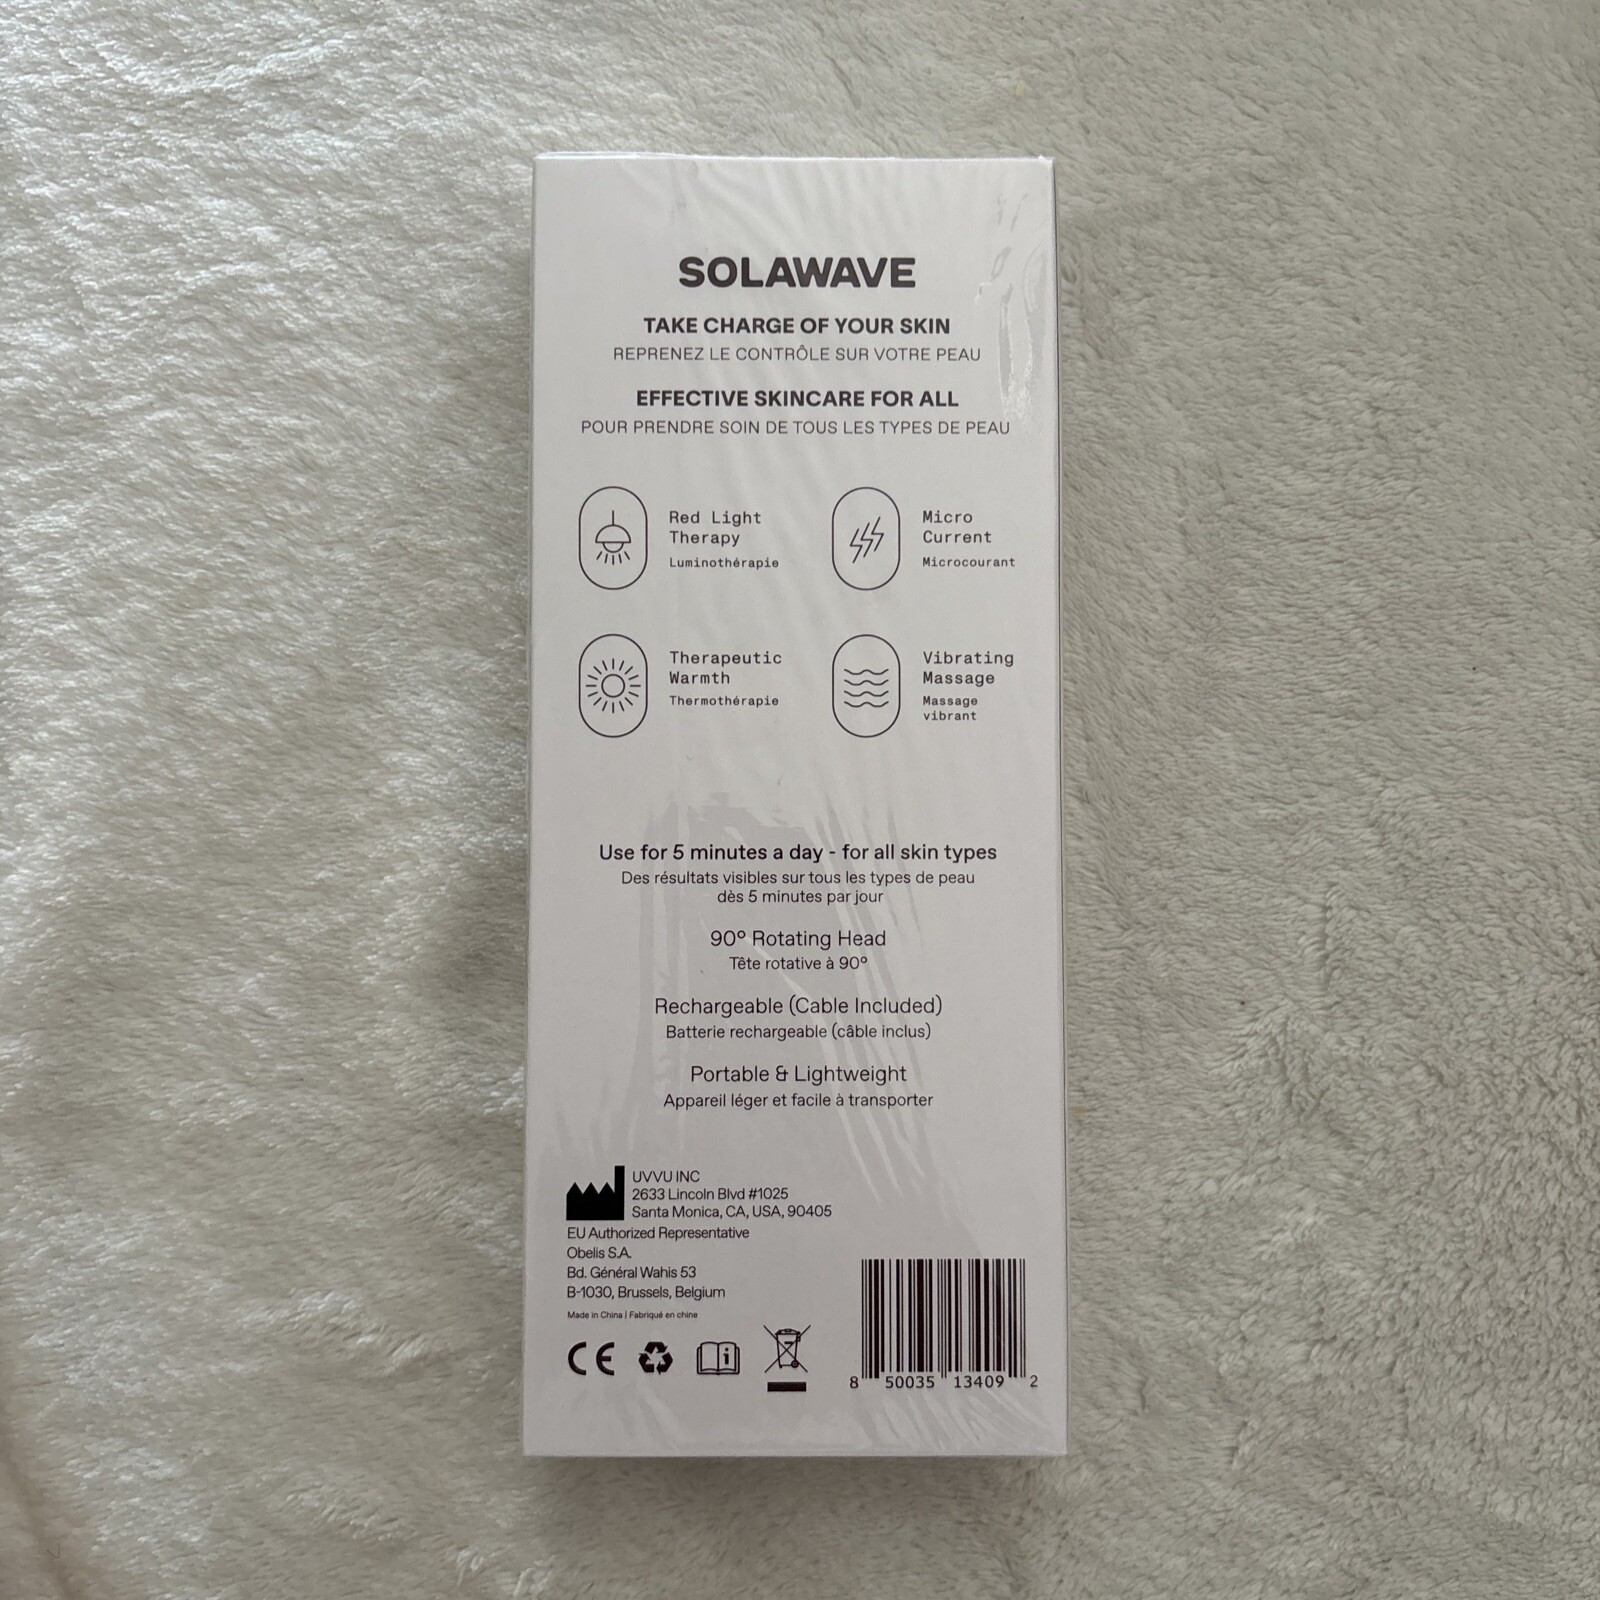 SOLAWAVE
TAKE CHARGE OF YOUR SKIN
REPRENEZ LE CONTRÔLE SUR VOTRE PEAU
EFFECTIVE SKINCARE FOR ALL
POUR PRENDRE SOIN DE TOUS LES TYPES DE PEAU
Red Light
Therapy
Luminothérapie
Micro
Current
Microcourant
Therapeutic
Warmth
Thermothérapie
Vibrating
Massage
Massage
vibrant
Use for 5 minutes a day - for all skin types
Des résultats visibles sur tous les types de peau
dès 5 minutes par jour
90° Rotating Head
Tête rotative à 90°
Rechargeable (Cable Included)
Batterie rechargeable (câble inclus)
Portable & Lightweight
Appareil léger et facile à transporter
UVVU INC
2633 Lincoln Blvd #1025
Santa Monica, CA, USA, 90405
EU Authorized Representative
Obelis S.A.
Bd. Général Wahis 53
B-1030, Brussels, Belgium
Made in China | Fabriqué en chine
CE
8 50035 13409 2